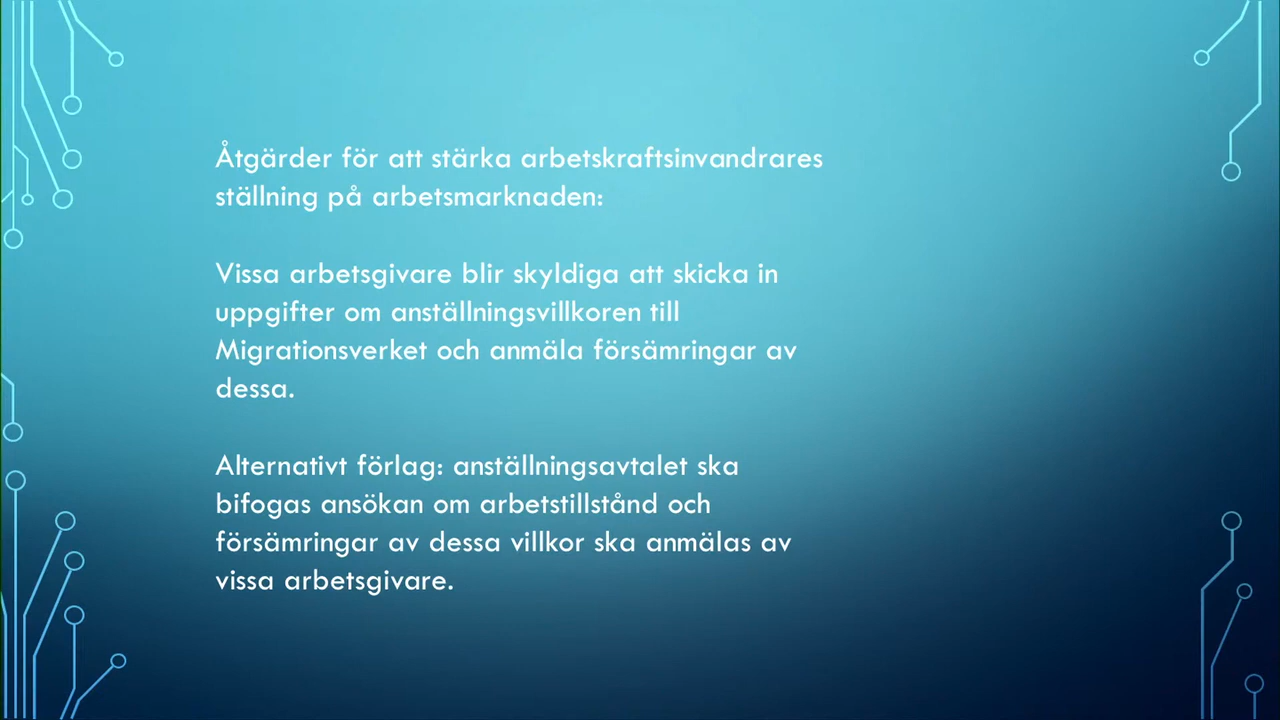 Åtgärder för att stärka arbetskraftsinvandrares
ställning på arbetsmarknaden:
Vissa arbetsgivare blir skyldiga att skicka in
uppgifter om anställningsvillkoren till
Migrationsverket och anmäla försämringar av
dessa.
Alternativt förlag: anställningsavtalet ska
bifogas ansökan om arbetstillstånd och
försämringar av dessa villkor ska anmälas av
vissa arbetsgivare.